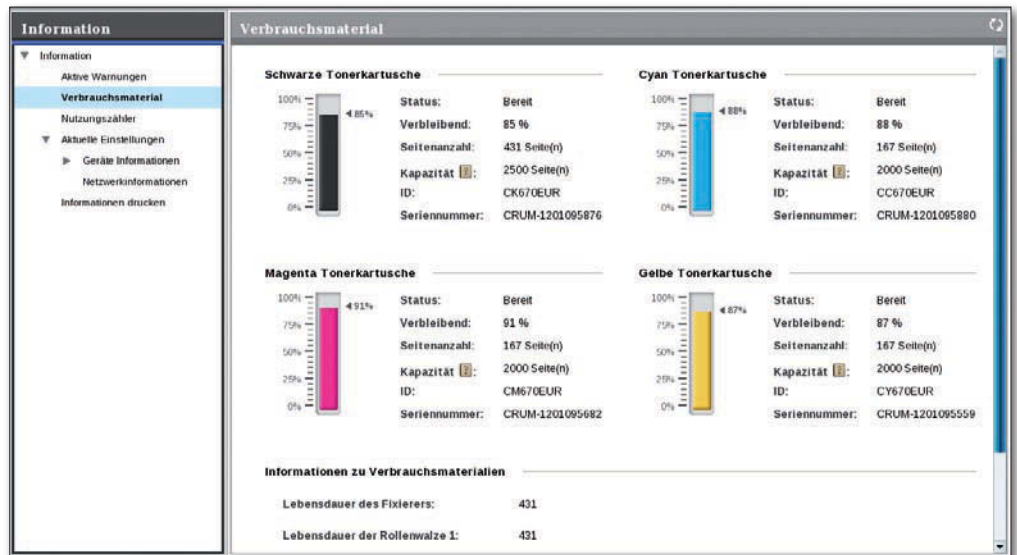 Information
Information
Aktive Warnungen
Verbrauchsmaterial
Nutzungszähler
Aktuelle Einstellungen
Geräte Informationen
Netzwerkinformationen
Informationen drucken
Verbrauchsmaterial
Schwarze Tonerkartusche
100%
75%
50%
25%
0%
85%
Status: Bereit
Verbleibend: 85 %
Seitenanzahl: 431 Seite(n)
Kapazität ?: 2500 Seite(n)
ID: CK670EUR
Seriennummer: CRUM-1201095876
Cyan Tonerkartusche
100%
75%
50%
25%
0%
88%
Status: Bereit
Verbleibend: 88 %
Seitenanzahl: 167 Seite(n)
Kapazität ?: 2000 Seite(n)
ID: CC670EUR
Seriennummer: CRUM-1201095880
Magenta Tonerkartusche
100%
75%
50%
25%
0%
91%
Status: Bereit
Verbleibend: 91 %
Seitenanzahl: 167 Seite(n)
Kapazität ?: 2000 Seite(n)
ID: CM670EUR
Seriennummer: CRUM-1201095682
Gelbe Tonerkartusche
100%
75%
50%
25%
0%
87%
Status: Bereit
Verbleibend: 87 %
Seitenanzahl: 167 Seite(n)
Kapazität ?: 2000 Seite(n)
ID: CY670EUR
Seriennummer: CRUM-1201095559
Informationen zu Verbrauchsmaterialien
Lebensdauer des Fixierers: 431
Lebensdauer der Rollenwalze 1: 431